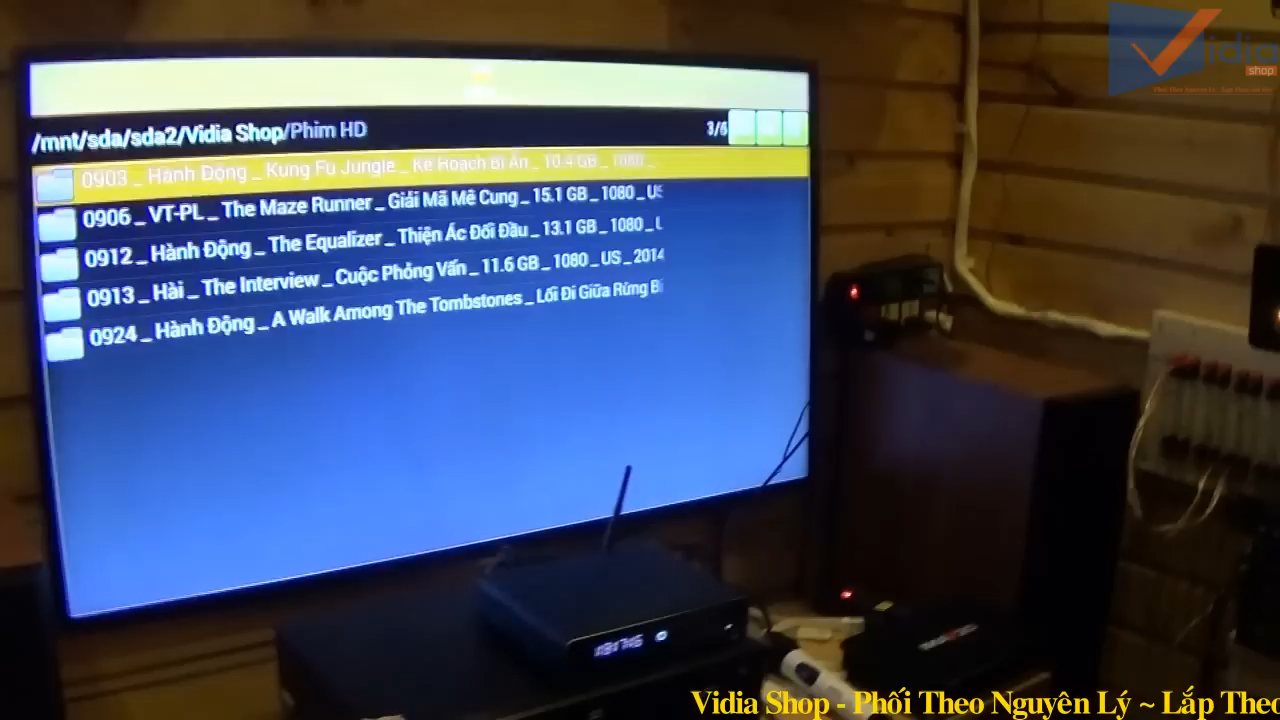 Vidia
shop
/mnt/sda/sda2/Vidia Shop/Phim HD
3/6
0903 _ Hành Động _ Kung Fu Jungle _ Kế Hoạch Bí Ẩn _ 10.4 GB _ 1080 _
0906 _ VT-PL _ The Maze Runner _ Giải Mã Mê Cung _ 15.1 GB _ 1080 _ US
0912 _ Hành Động _ The Equalizer _ Thiện Ác Đối Đầu _ 13.1 GB _ 1080 _ U
0913 _ Hài _ The Interview _ Cuộc Phỏng Vấn _ 11.6 GB _ 1080 _ US _ 2014
0924 _ Hành Động _ A Walk Among The Tombstones _ Lối Đi Giữa Rừng Bi
Vidia Shop - Phối Theo Nguyên Lý ~ Lắp Theo